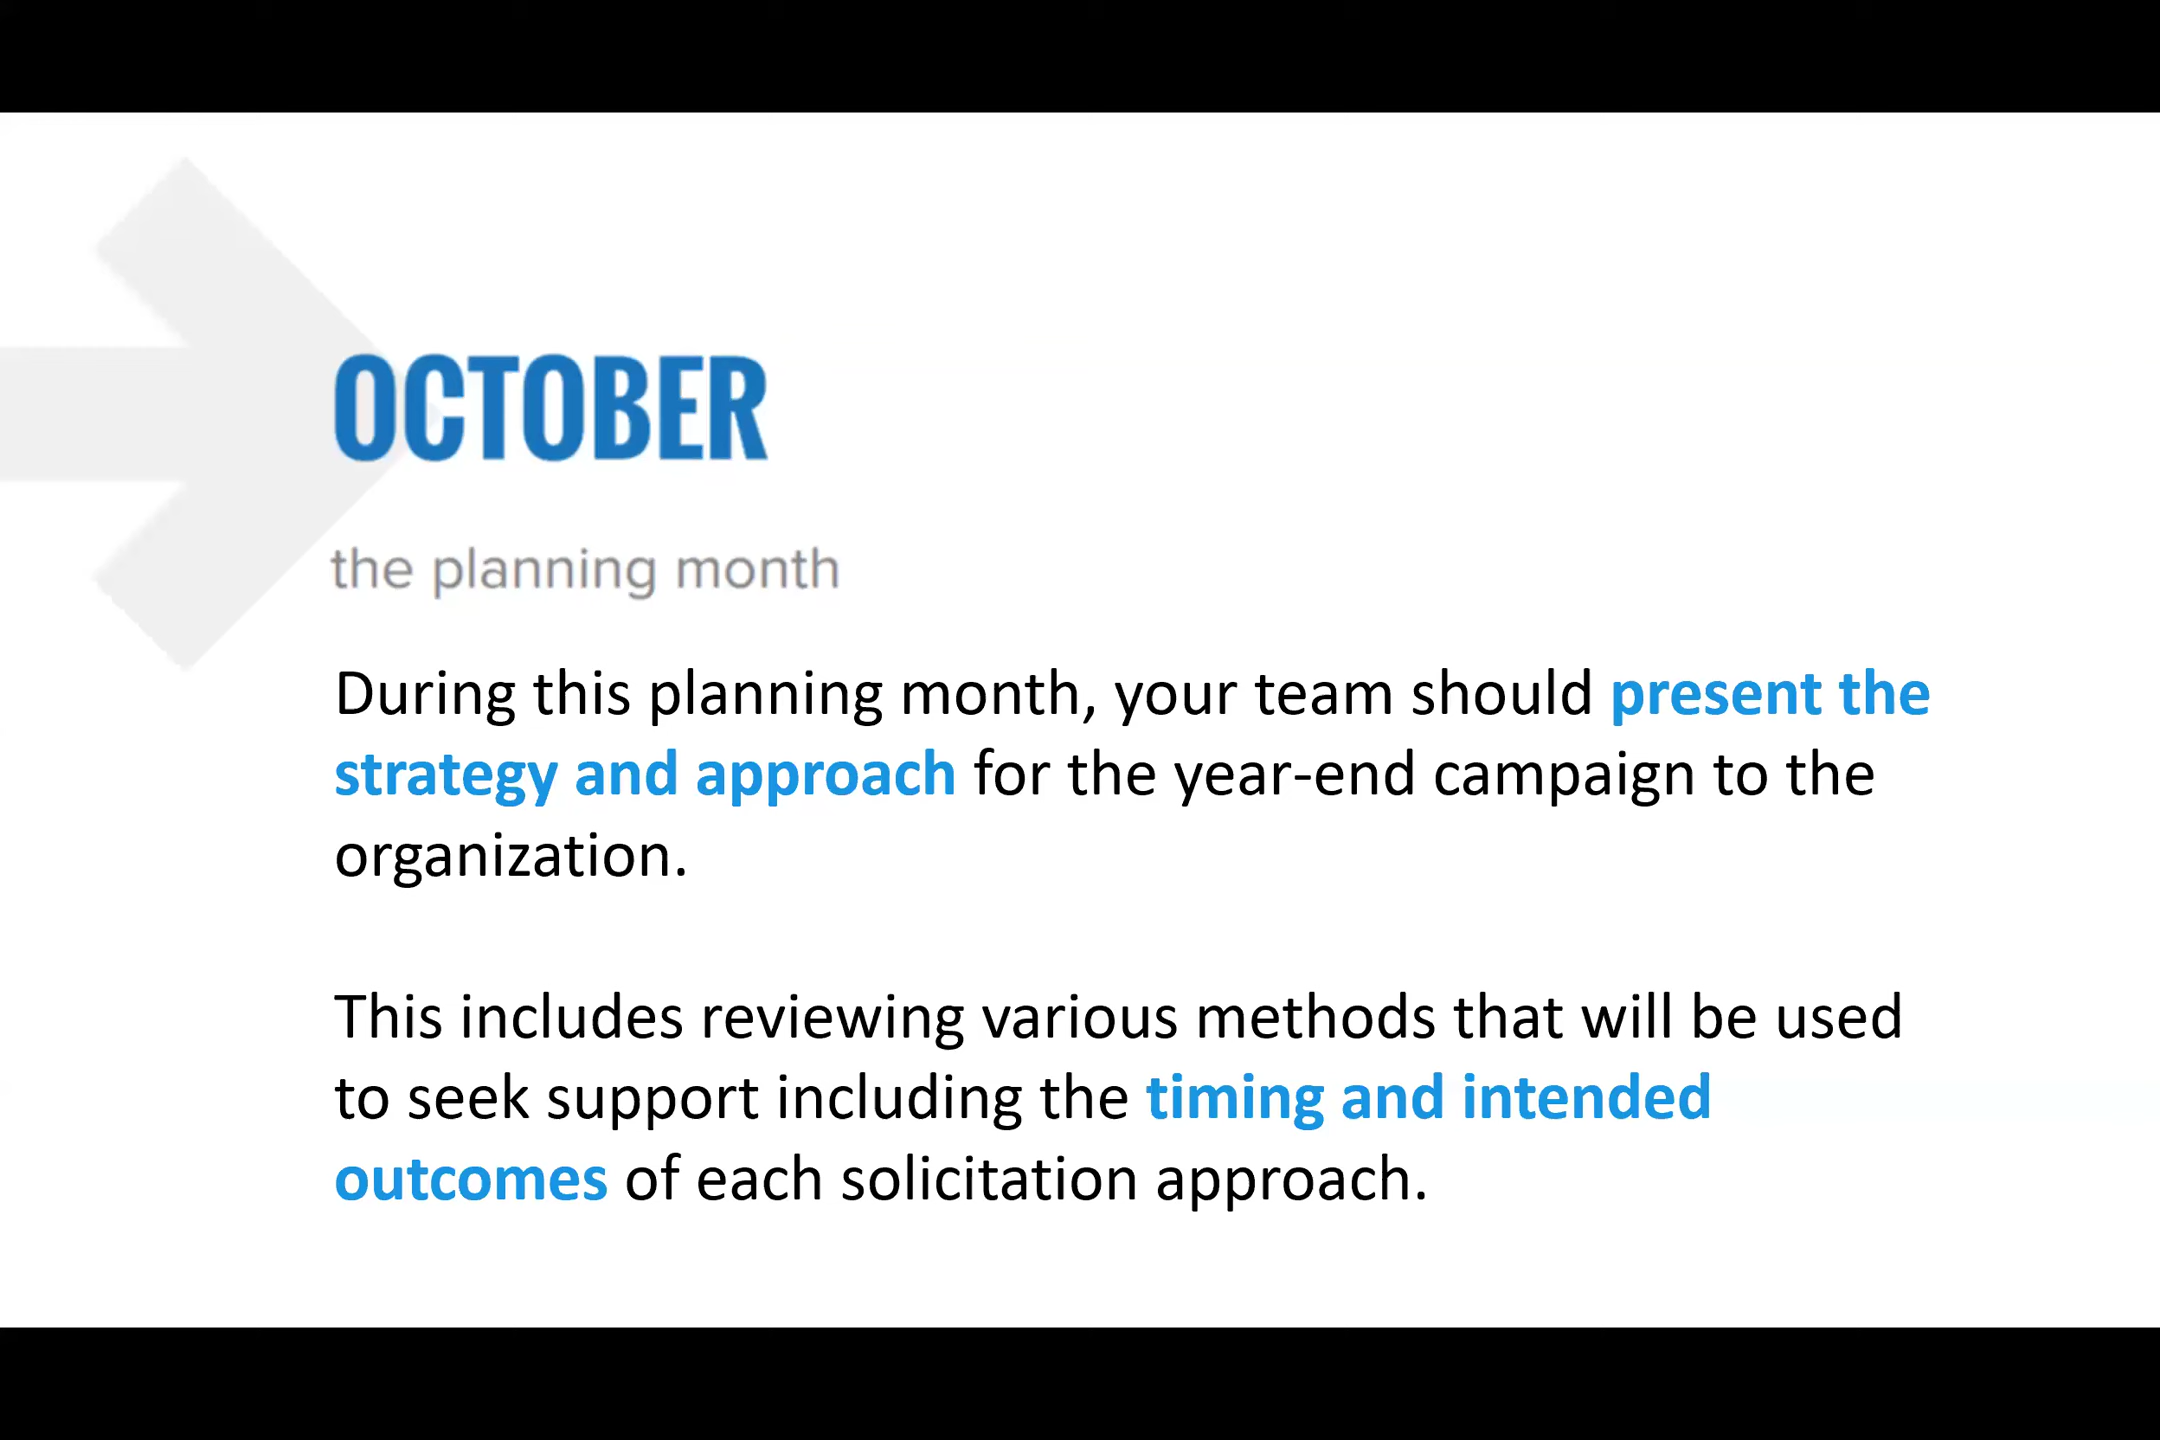 OCTOBER
the planning month
During this planning month, your team should present the
strategy and approach for the year-end campaign to the
organization.
This includes reviewing various methods that will be used
to seek support including the timing and intended
outcomes of each solicitation approach.